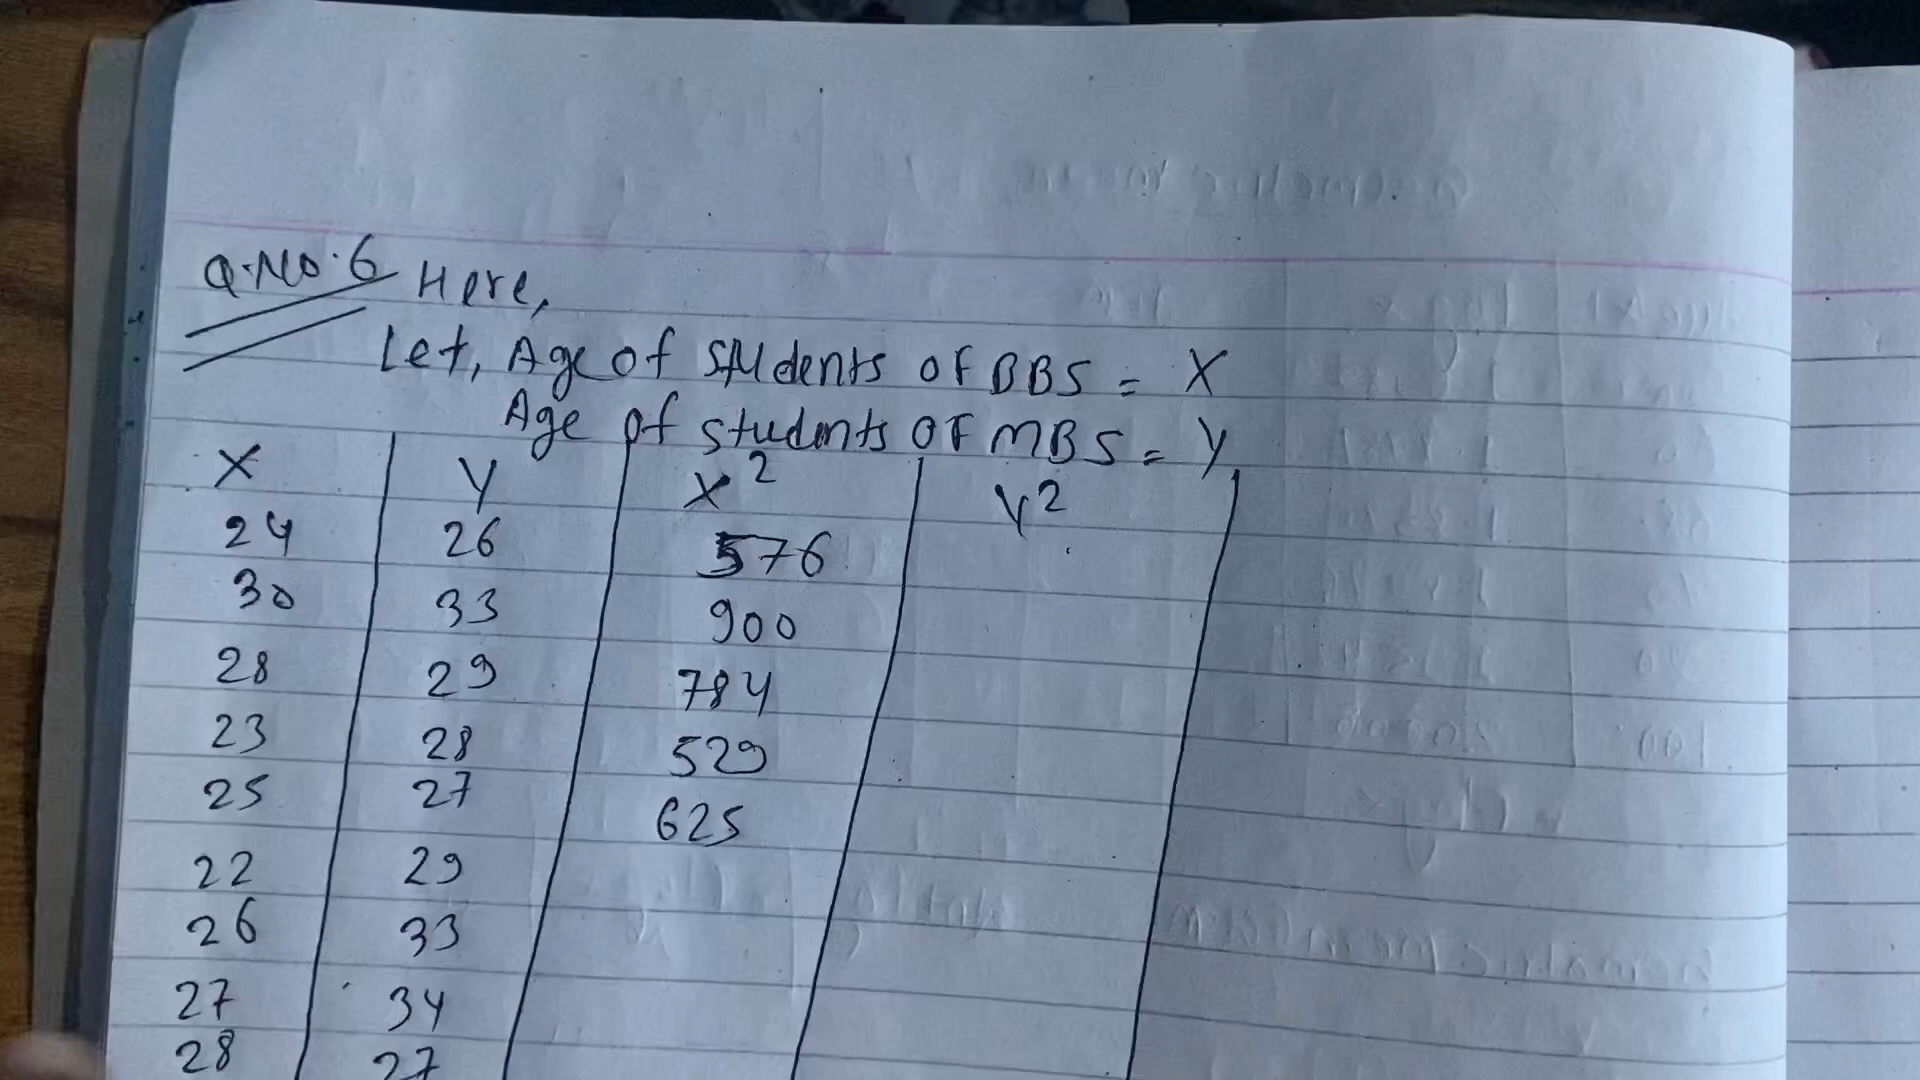 Q.No.6 Here,
Let, Age of students of BBS = X
Age of students of MBS = Y
X Y X² Y²
24 26 576
30 33 900
28 29 784
23 28 529
25 27 625
22 29
26 33
27 34
28 27